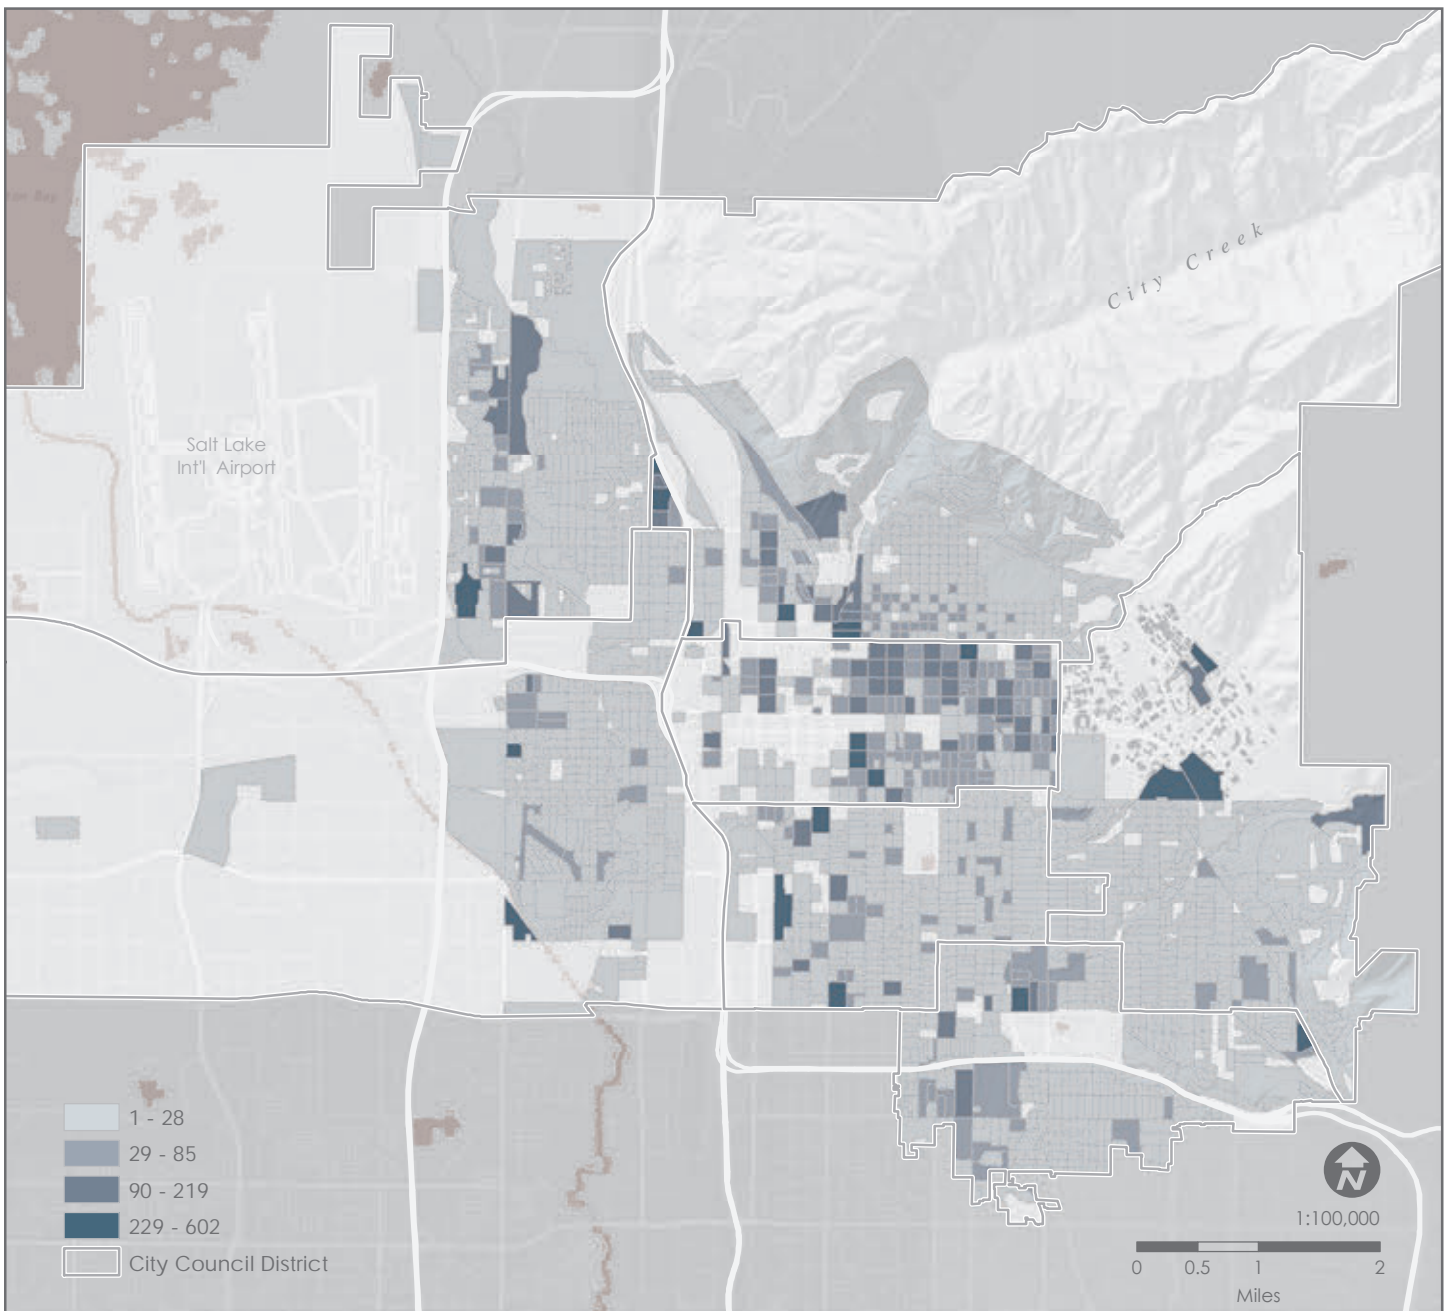 City Creek
Salt Lake
Int'l Airport
1 - 28
29 - 85
90 - 219
229 - 602
City Council District
N
1:100,000
0 0.5 1 2
Miles